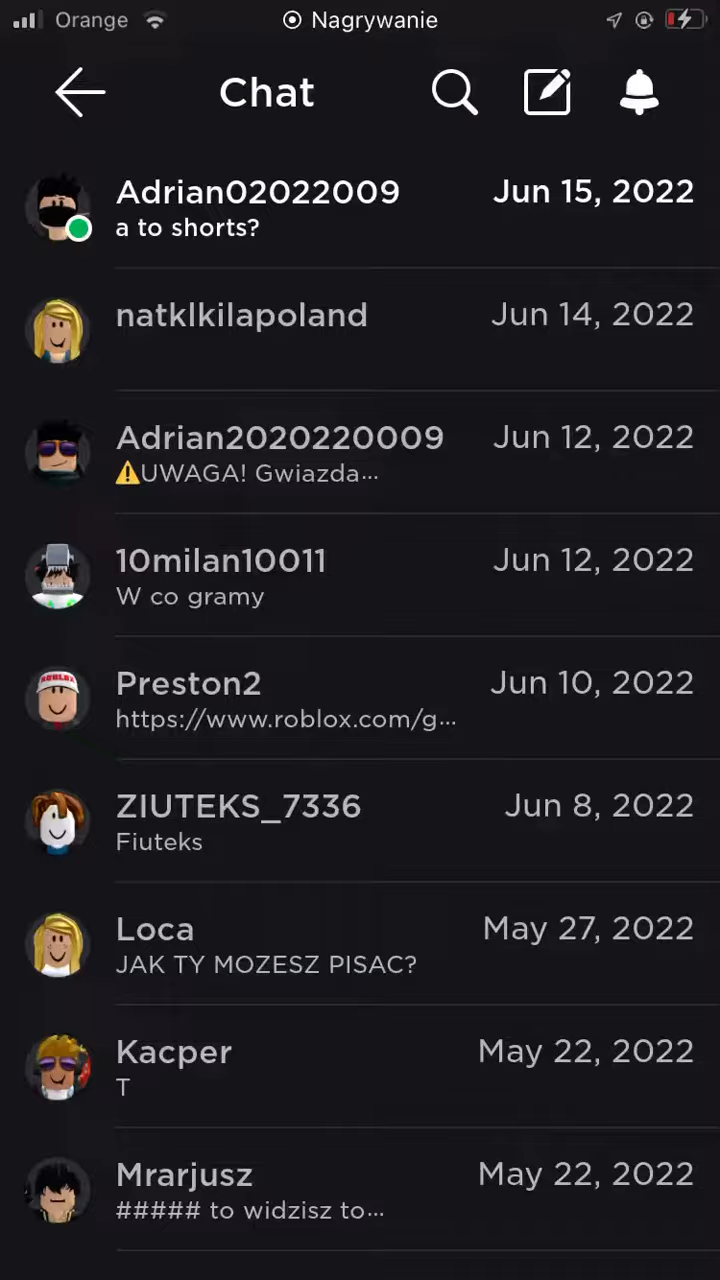 Orange Nagrywanie
Chat
Adrian02022009 Jun 15, 2022
a to shorts?
natklkilapoland Jun 14, 2022
Adrian2020220009 Jun 12, 2022
⚠️UWAGA! Gwiazda...
10milan10011 Jun 12, 2022
W co gramy
Preston2 Jun 10, 2022
https://www.roblox.com/g...
ZIUTEKS_7336 Jun 8, 2022
Fiuteks
Loca May 27, 2022
JAK TY MOZESZ PISAC?
Kacper May 22, 2022
T
Mrarjusz May 22, 2022
##### to widzisz to...